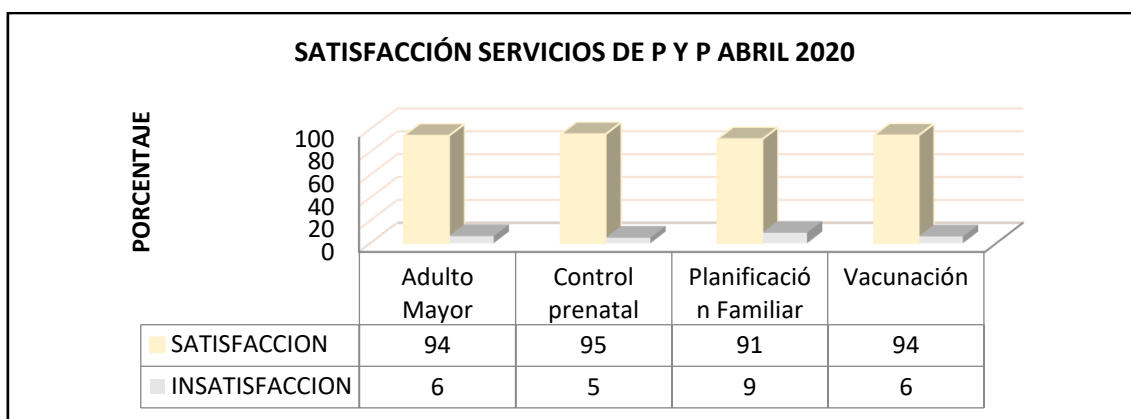 SATISFACCIÓN SERVICIOS DE P Y P ABRIL 2020
PORCENTAJE
100
80
60
40
20
0
Adulto Mayor
Control prenatal
Planificació
n Familiar
Vacunación
SATISFACCION 94 95 91 94
INSATISFACCION 6 5 9 6